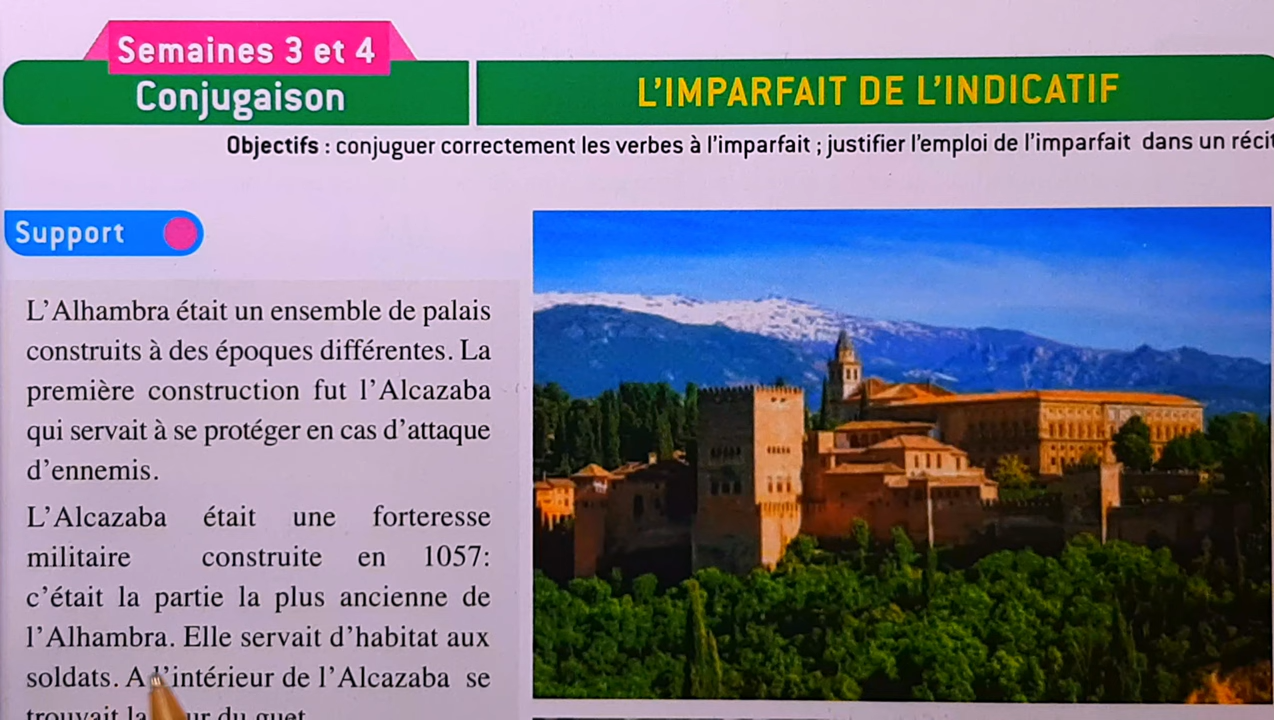 Semaines 3 et 4
Conjugaison
L'IMPARFAIT DE L'INDICATIF
Objectifs : conjuguer correctement les verbes à l'imparfait ; justifier l'emploi de l'imparfait dans un récit
Support
L'Alhambra était un ensemble de palais
construits à des époques différentes. La
première construction fut l'Alcazaba
qui servait à se protéger en cas d'attaque
d'ennemis.
L'Alcazaba était une forteresse
militaire construite en 1057:
c'était la partie la plus ancienne de
l'Alhambra. Elle servait d'habitat aux
soldats. A l'intérieur de l'Alcazaba se
trouvait la du guet